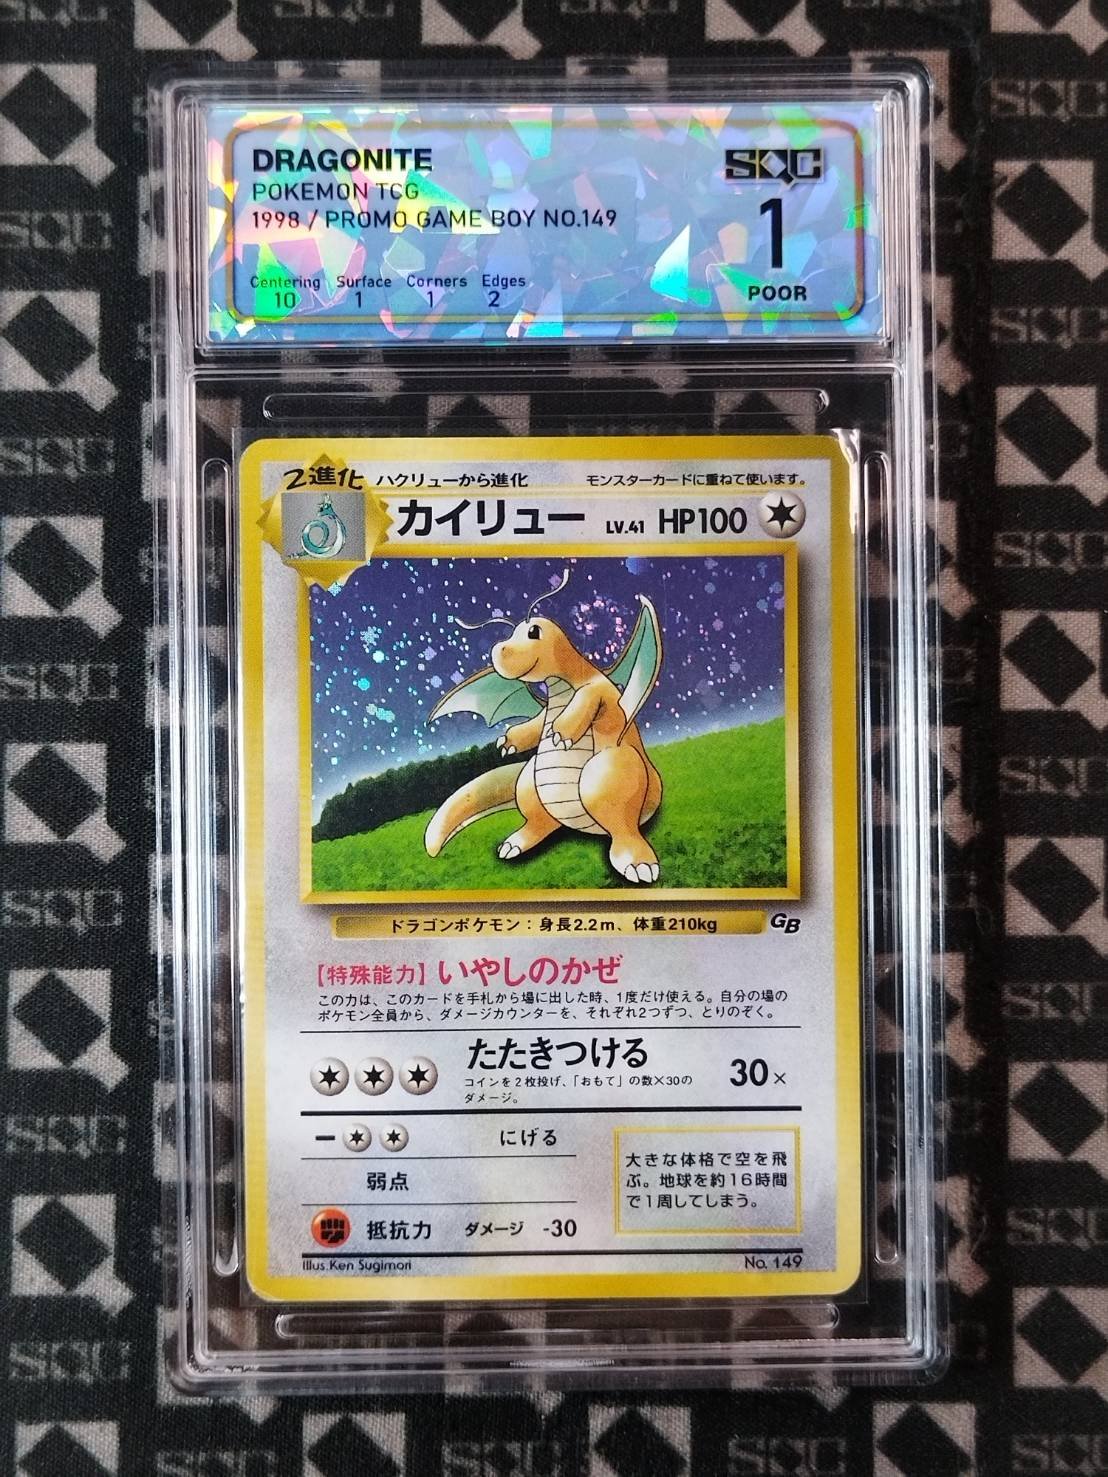 DRAGONITE
POKEMON TCG
1998 / PROMO GAME BOY NO.149
Centering Surface Corners Edges
10 1 1 2
SQC
1
POOR
2進化 ハクリューから進化 モンスターカードに重ねて使います。
カイリュー LV.41 HP100
ドラゴンポケモン：身長2.2m、体重210kg GB
【特殊能力】いやしのかぜ
この力は、このカードを手札から場に出した時、1度だけ使える。自分の場の
ポケモン全員から、ダメージカウンターを、それぞれ2つずつ、とりのぞく。
たたきつける 30×
コインを2枚投げ、「おもて」の数×30の
ダメージ。
ー にげる
弱点
抵抗力 ダメージ -30
大きな体格で空を飛
ぶ。地球を約16時間
で1周してしまう。
Illus.Ken Sugimori No. 149